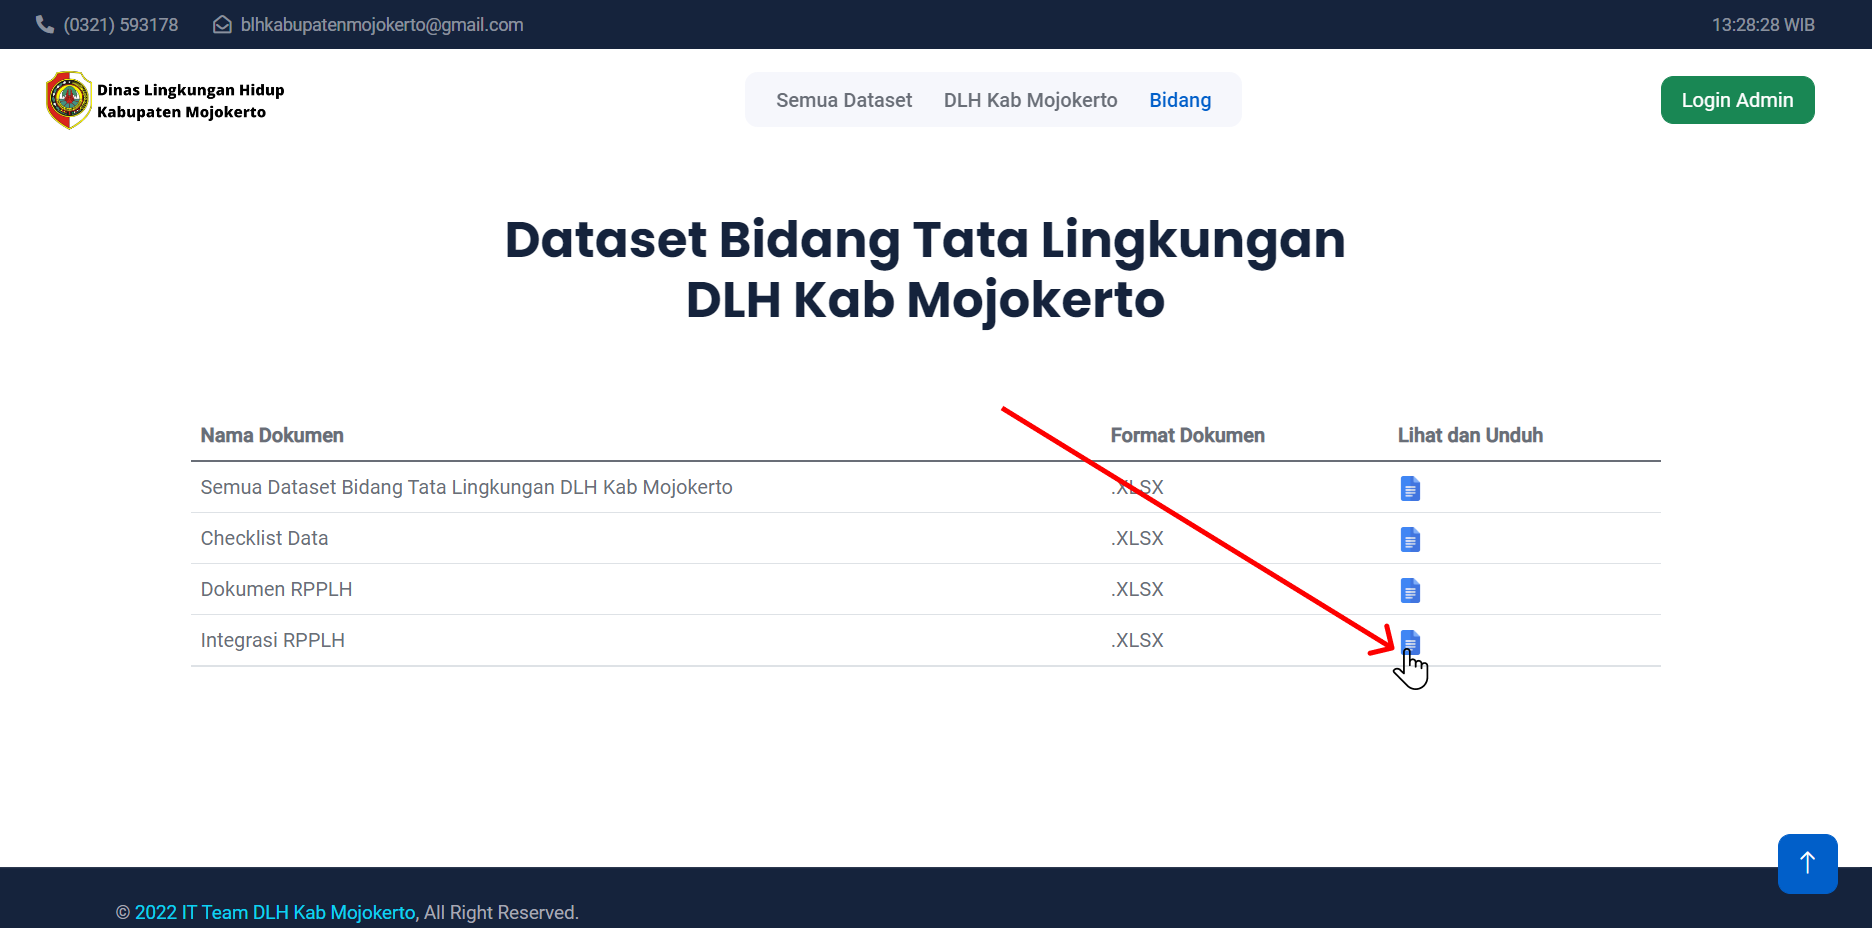 (0321) 593178 blhkabupatenmojokerto@gmail.com 13:28:28 WIB
Dinas Lingkungan Hidup
Kabupaten Mojokerto
Semua Dataset DLH Kab Mojokerto Bidang
Login Admin
Dataset Bidang Tata Lingkungan
DLH Kab Mojokerto
Nama Dokumen Format Dokumen Lihat dan Unduh
Semua Dataset Bidang Tata Lingkungan DLH Kab Mojokerto .XLSX
Checklist Data .XLSX
Dokumen RPPLH .XLSX
Integrasi RPPLH .XLSX
© 2022 IT Team DLH Kab Mojokerto, All Right Reserved.